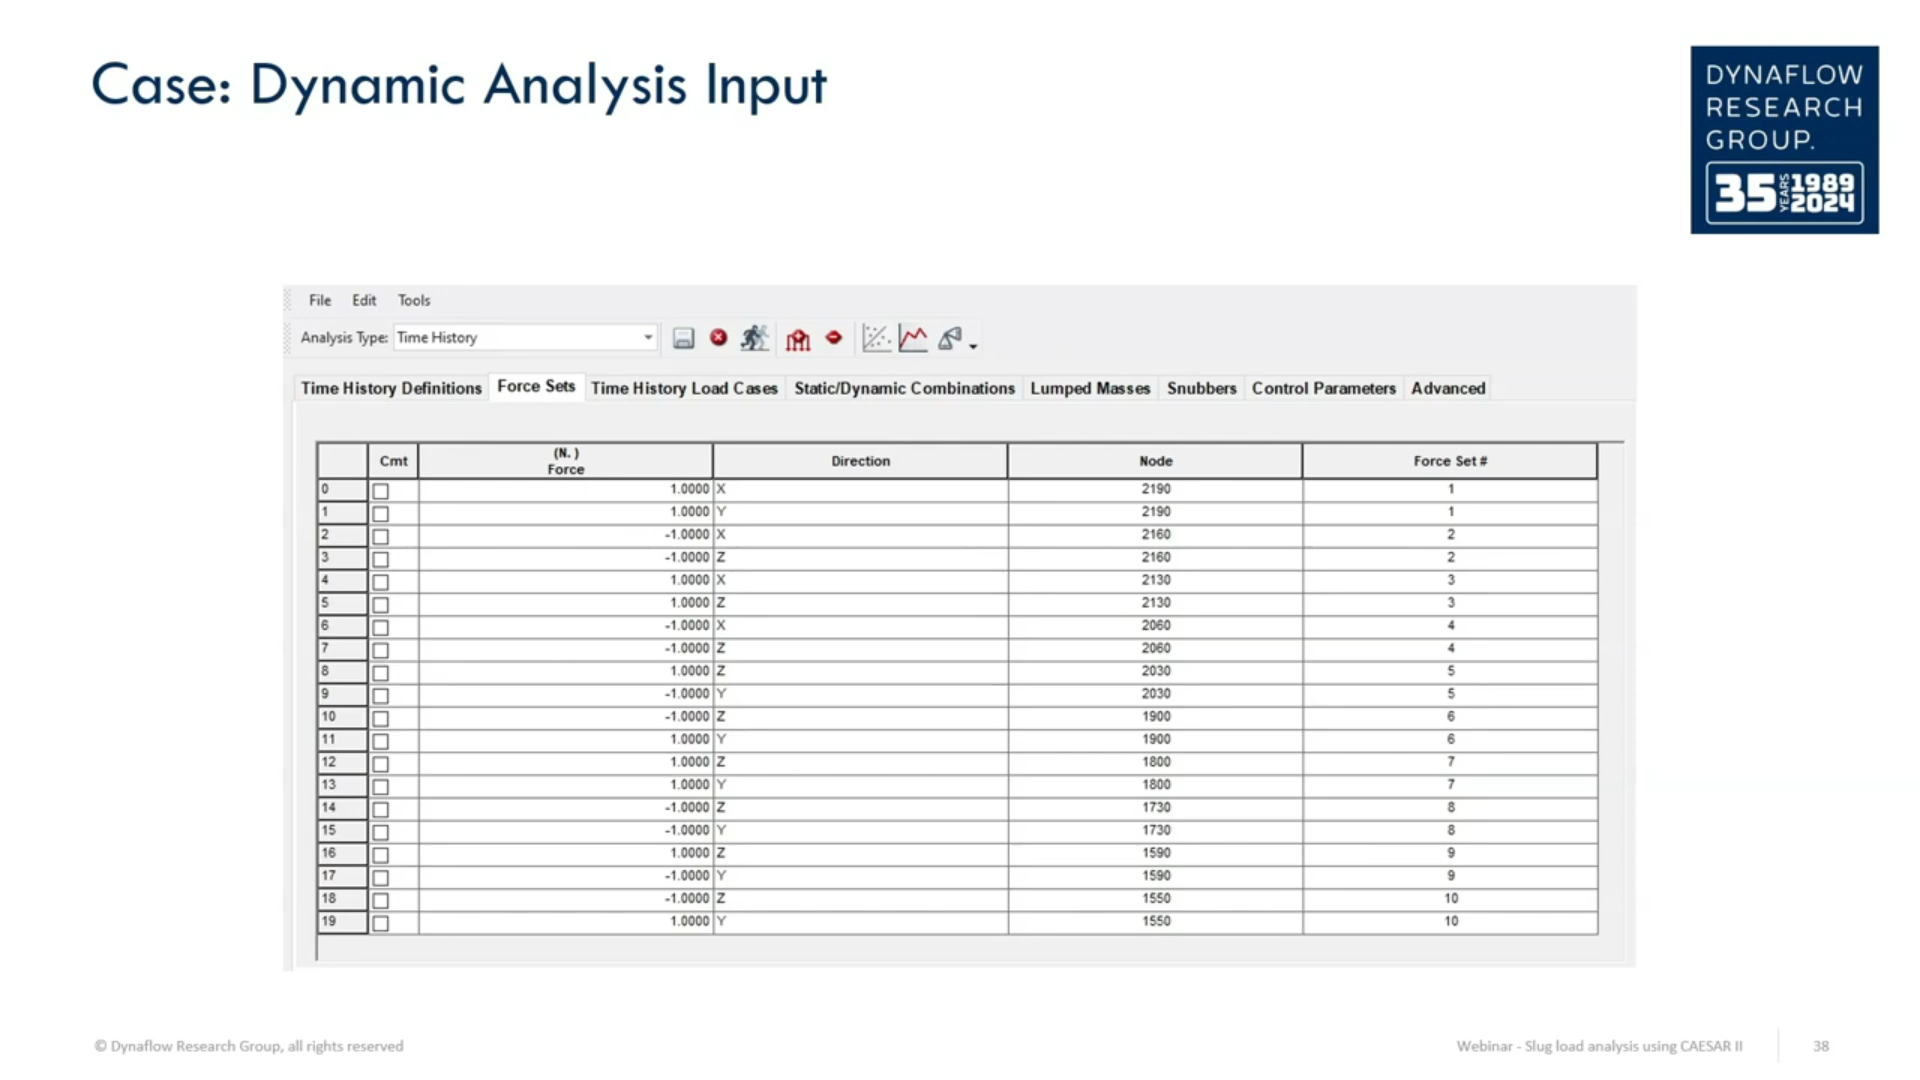 Case: Dynamic Analysis Input
DYNAFLOW
RESEARCH
GROUP.
35 YEARS 1989 2024
File Edit Tools
Analysis Type: Time History
Time History Definitions Force Sets Time History Load Cases Static/Dynamic Combinations Lumped Masses Snubbers Control Parameters Advanced
Cmt (N. ) Force Direction Node Force Set #
0 1.0000 X 2190 1
1 1.0000 Y 2190 1
2 -1.0000 X 2160 2
3 -1.0000 Z 2160 2
4 1.0000 X 2130 3
5 1.0000 Z 2130 3
6 -1.0000 X 2060 4
7 -1.0000 Z 2060 4
8 1.0000 Z 2030 5
9 -1.0000 Y 2030 5
10 -1.0000 Z 1900 6
11 1.0000 Y 1900 6
12 1.0000 Z 1800 7
13 1.0000 Y 1800 7
14 -1.0000 Z 1730 8
15 -1.0000 Y 1730 8
16 1.0000 Z 1590 9
17 -1.0000 Y 1590 9
18 -1.0000 Z 1550 10
19 1.0000 Y 1550 10
© Dynaflow Research Group, all rights reserved
Webinar - Slug load analysis using CAESAR II 38